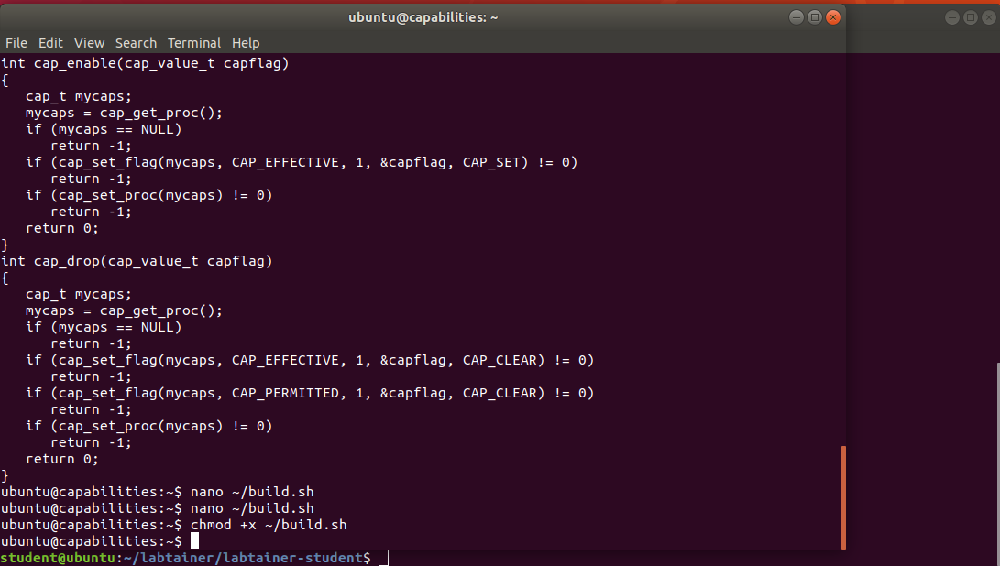 ubuntu@capabilities: ~
File Edit View Search Terminal Help
int cap_enable(cap_value_t capflag)
{
   cap_t mycaps;
   mycaps = cap_get_proc();
   if (mycaps == NULL)
      return -1;
   if (cap_set_flag(mycaps, CAP_EFFECTIVE, 1, &capflag, CAP_SET) != 0)
      return -1;
   if (cap_set_proc(mycaps) != 0)
      return -1;
   return 0;
}
int cap_drop(cap_value_t capflag)
{
   cap_t mycaps;
   mycaps = cap_get_proc();
   if (mycaps == NULL)
      return -1;
   if (cap_set_flag(mycaps, CAP_EFFECTIVE, 1, &capflag, CAP_CLEAR) != 0)
      return -1;
   if (cap_set_flag(mycaps, CAP_PERMITTED, 1, &capflag, CAP_CLEAR) != 0)
      return -1;
   if (cap_set_proc(mycaps) != 0)
      return -1;
   return 0;
}
ubuntu@capabilities:~$ nano ~/build.sh
ubuntu@capabilities:~$ nano ~/build.sh
ubuntu@capabilities:~$ chmod +x ~/build.sh
ubuntu@capabilities:~$
student@ubuntu:~/labtainer/labtainer-student$